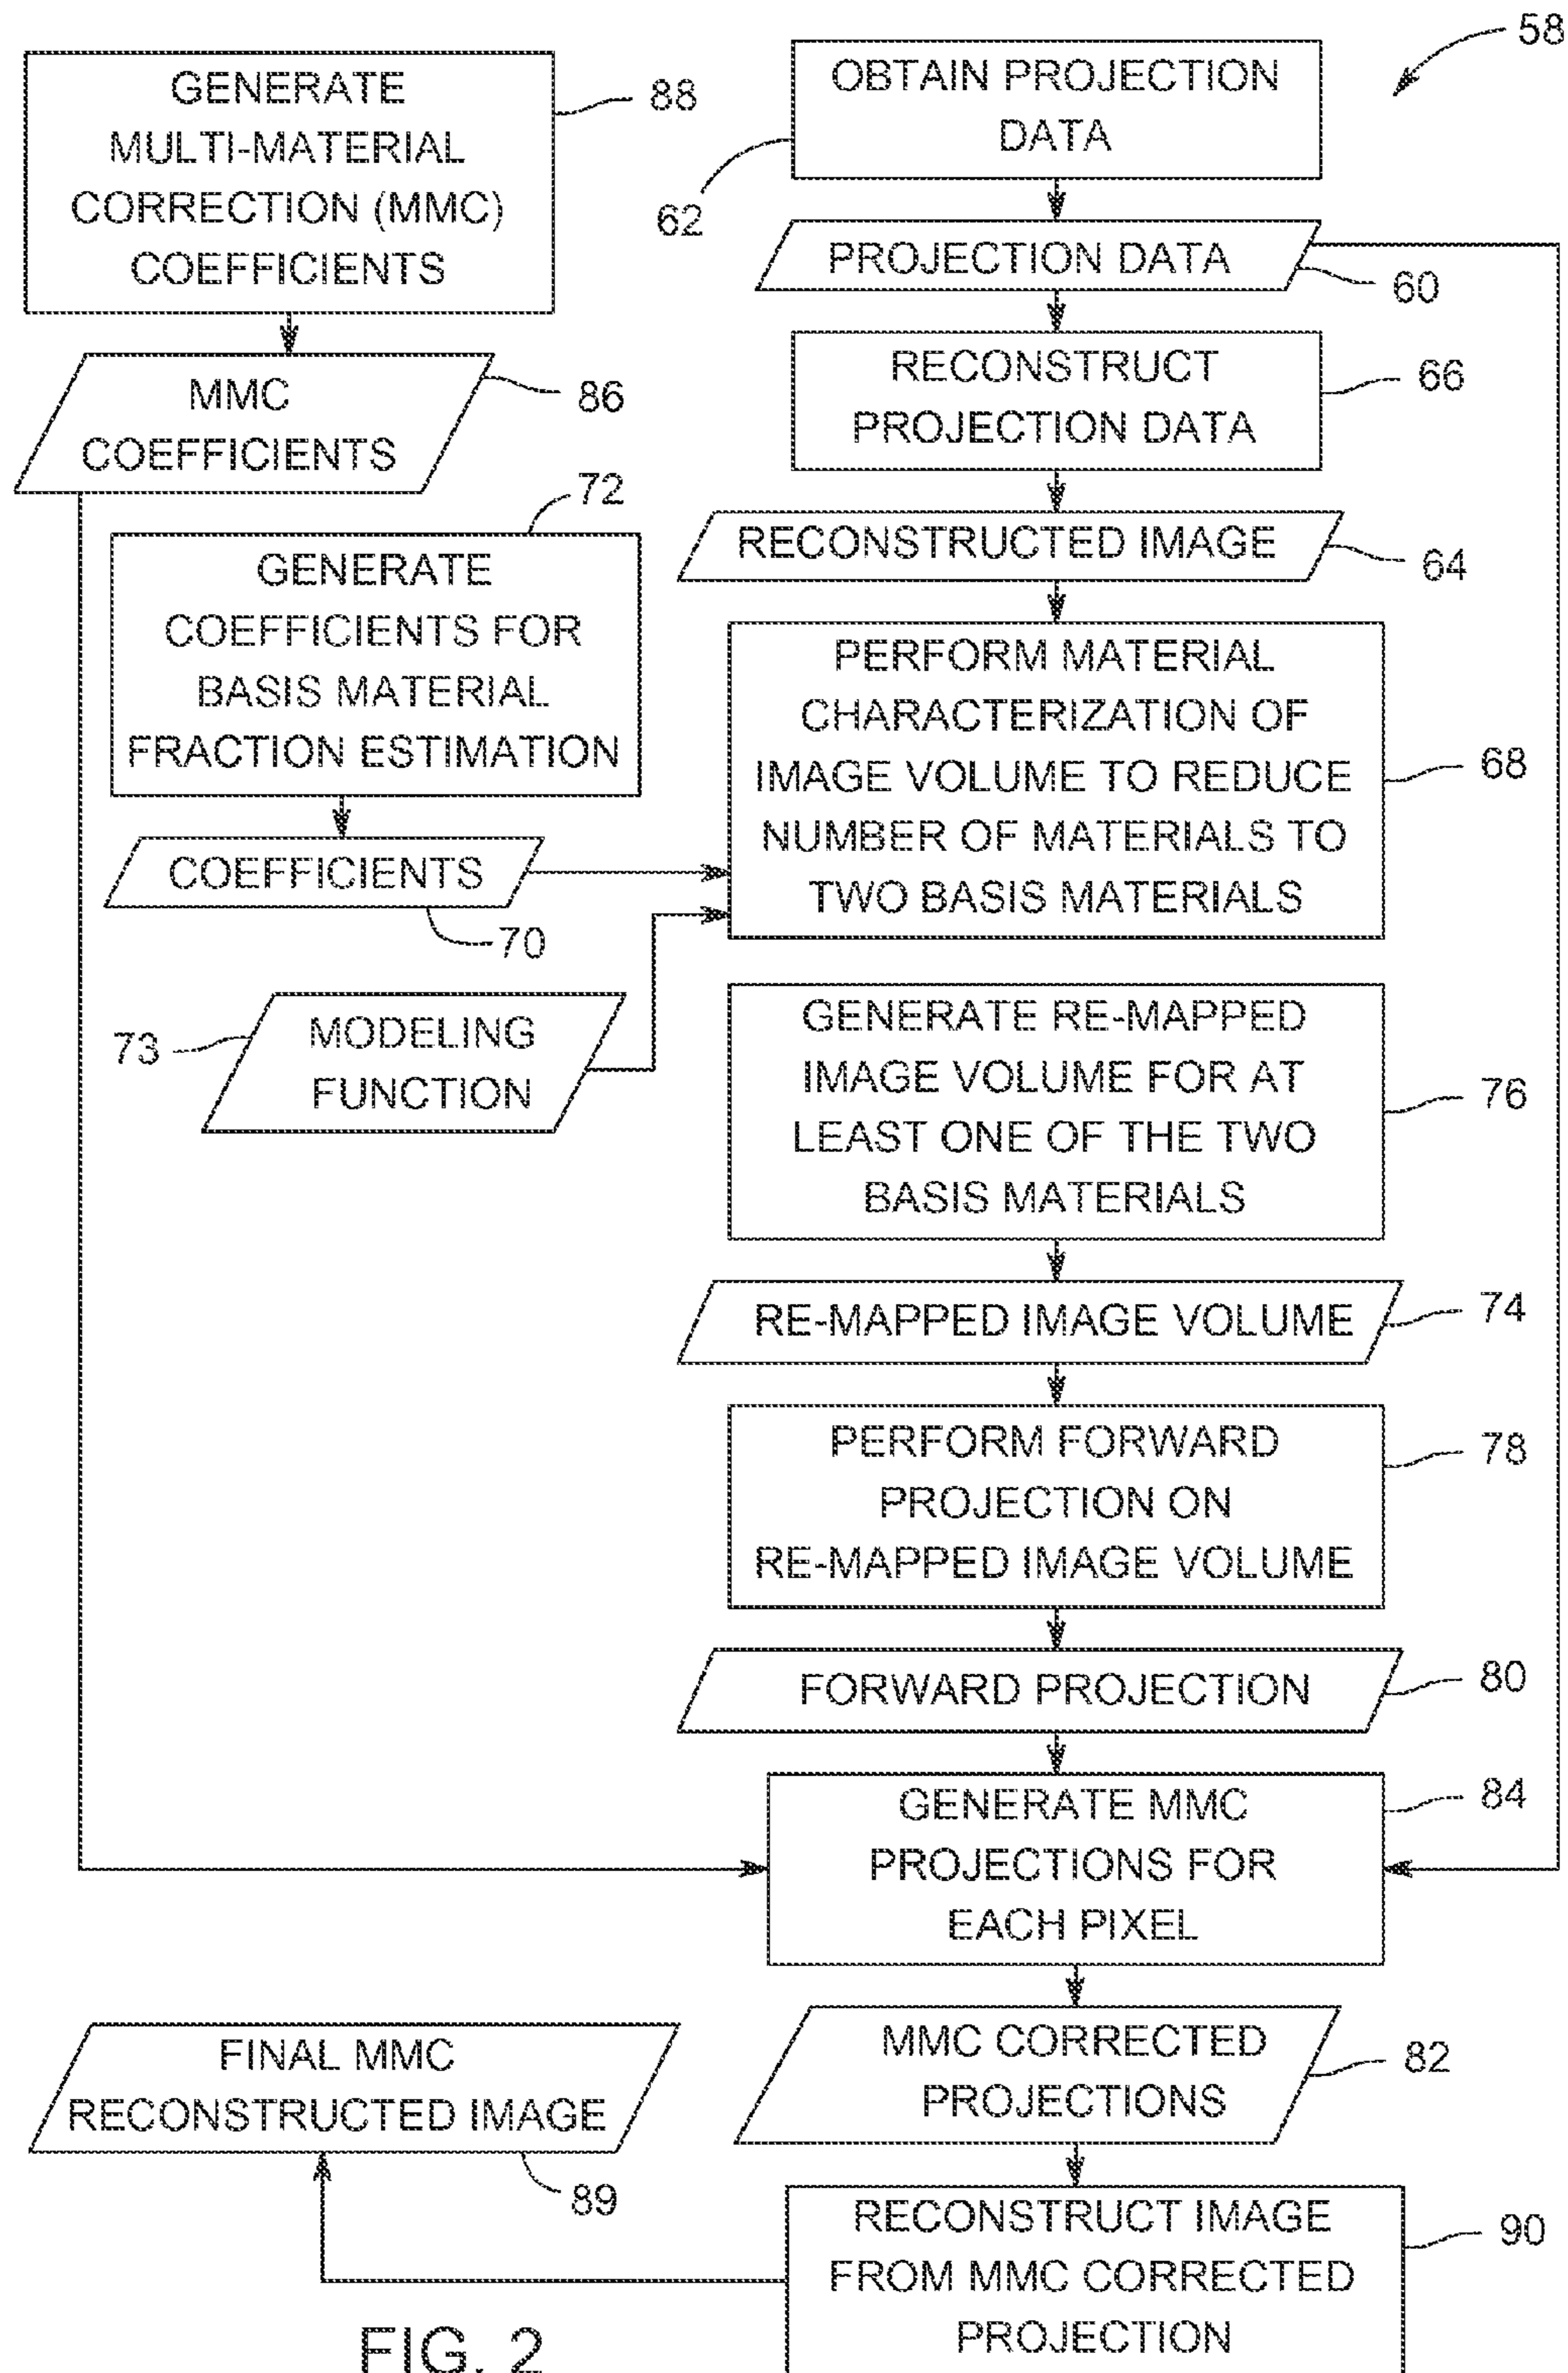 58
GENERATE
MULTI-MATERIAL
CORRECTION (MMC)
COEFFICIENTS
88
OBTAIN PROJECTION
DATA
62
PROJECTION DATA
60
MMC
COEFFICIENTS
86
RECONSTRUCT
PROJECTION DATA
66
72
GENERATE
COEFFICIENTS FOR
BASIS MATERIAL
FRACTION ESTIMATION
RECONSTRUCTED IMAGE
64
PERFORM MATERIAL
CHARACTERIZATION OF
IMAGE VOLUME TO REDUCE
NUMBER OF MATERIALS TO
TWO BASIS MATERIALS
68
COEFFICIENTS
70
MODELING
FUNCTION
73
GENERATE RE-MAPPED
IMAGE VOLUME FOR AT
LEAST ONE OF THE TWO
BASIS MATERIALS
76
RE-MAPPED IMAGE VOLUME
74
PERFORM FORWARD
PROJECTION ON
RE-MAPPED IMAGE VOLUME
78
FORWARD PROJECTION
80
GENERATE MMC
PROJECTIONS FOR
EACH PIXEL
84
MMC CORRECTED
PROJECTIONS
82
FINAL MMC
RECONSTRUCTED IMAGE
89
RECONSTRUCT IMAGE
FROM MMC CORRECTED
PROJECTION
90
FIG. 2